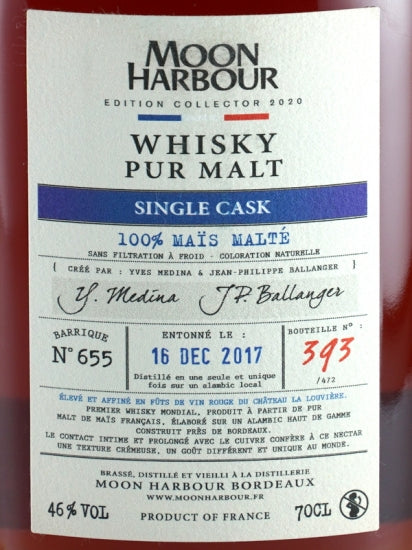 MOON
HARBOUR
EDITION COLLECTOR 2020
WHISKY
PUR MALT
SINGLE CASK
100% MAÏS MALTÉ
SANS FILTRATION À FROID - COLORATION NATURELLE
[ CRÉÉ PAR : YVES MEDINA & JEAN-PHILIPPE BALLANGER ]
Y. Medina J.P. Ballanger
BARRIQUE
N° 655
ENTONNÉ LE :
16 DEC 2017
Distillé en une seule et unique
fois sur un alambic local
BOUTEILLE N° :
393
/472
ÉLEVÉ ET AFFINÉ EN FÛTS DE VIN ROUGE DU CHÂTEAU LA LOUVIÈRE.
PREMIER WHISKY MONDIAL, PRODUIT À PARTIR DE PUR
MALT DE MAÏS FRANÇAIS, ÉLABORÉ SUR UN ALAMBIC HAUT DE GAMME
CONSTRUIT PRÈS DE BORDEAUX.
LE CONTACT INTIME ET PROLONGÉ AVEC LE CUIVRE CONFÈRE À CE NECTAR
UNE TEXTURE CRÉMEUSE, UN GOÛT DIFFÉRENT ET UNIQUE AU MONDE.
BRASSÉ, DISTILLÉ ET VIEILLI À LA DISTILLERIE
MOON HARBOUR BORDEAUX
WWW.MOONHARBOUR.FR
46% VOL PRODUCT OF FRANCE 70CL